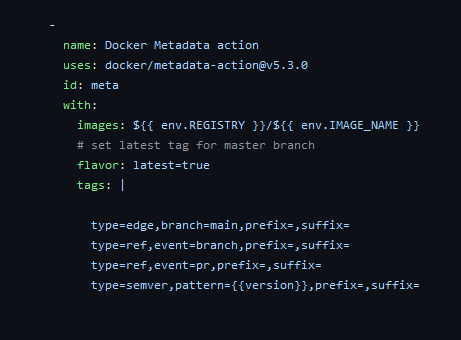 -
name: Docker Metadata action
uses: docker/metadata-action@v5.3.0
id: meta
with:
images: ${{ env.REGISTRY }}/${{ env.IMAGE_NAME }}
# set latest tag for master branch
flavor: latest=true
tags: |
type=edge,branch=main,prefix=,suffix=
type=ref,event=branch,prefix=,suffix=
type=ref,event=pr,prefix=,suffix=
type=semver,pattern={{version}},prefix=,suffix=